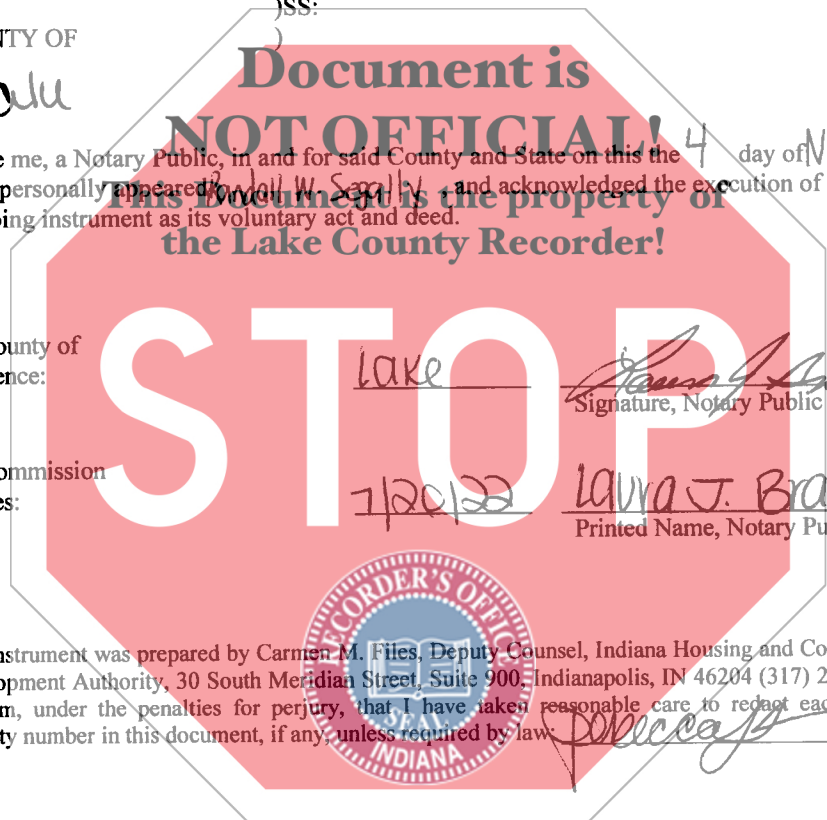 )SS:
NTY OF )
Document is
NOT OFFICIAL!
e me, a Notary Public, in and for said County and State on this the 4 day of N
personally appeared Randall W. , and acknowledged the execution of
This Document is the property of
ing instrument as its voluntary act and deed.
the Lake County Recorder!
STOP
ounty of
ence: Lake
Signature, Notary Public
ommission
es: 7/20/22 Laura J. Bra
Printed Name, Notary Pu
RECORDER'S OFFICE
SEAL
INDIANA
nstrument was prepared by Carmen M. Files, Deputy Counsel, Indiana Housing and Co
opment Authority, 30 South Meridian Street, Suite 900, Indianapolis, IN 46204 (317) 2
m, under the penalties for perjury, that I have taken reasonable care to redact eac
ty number in this document, if any, unless required by law: